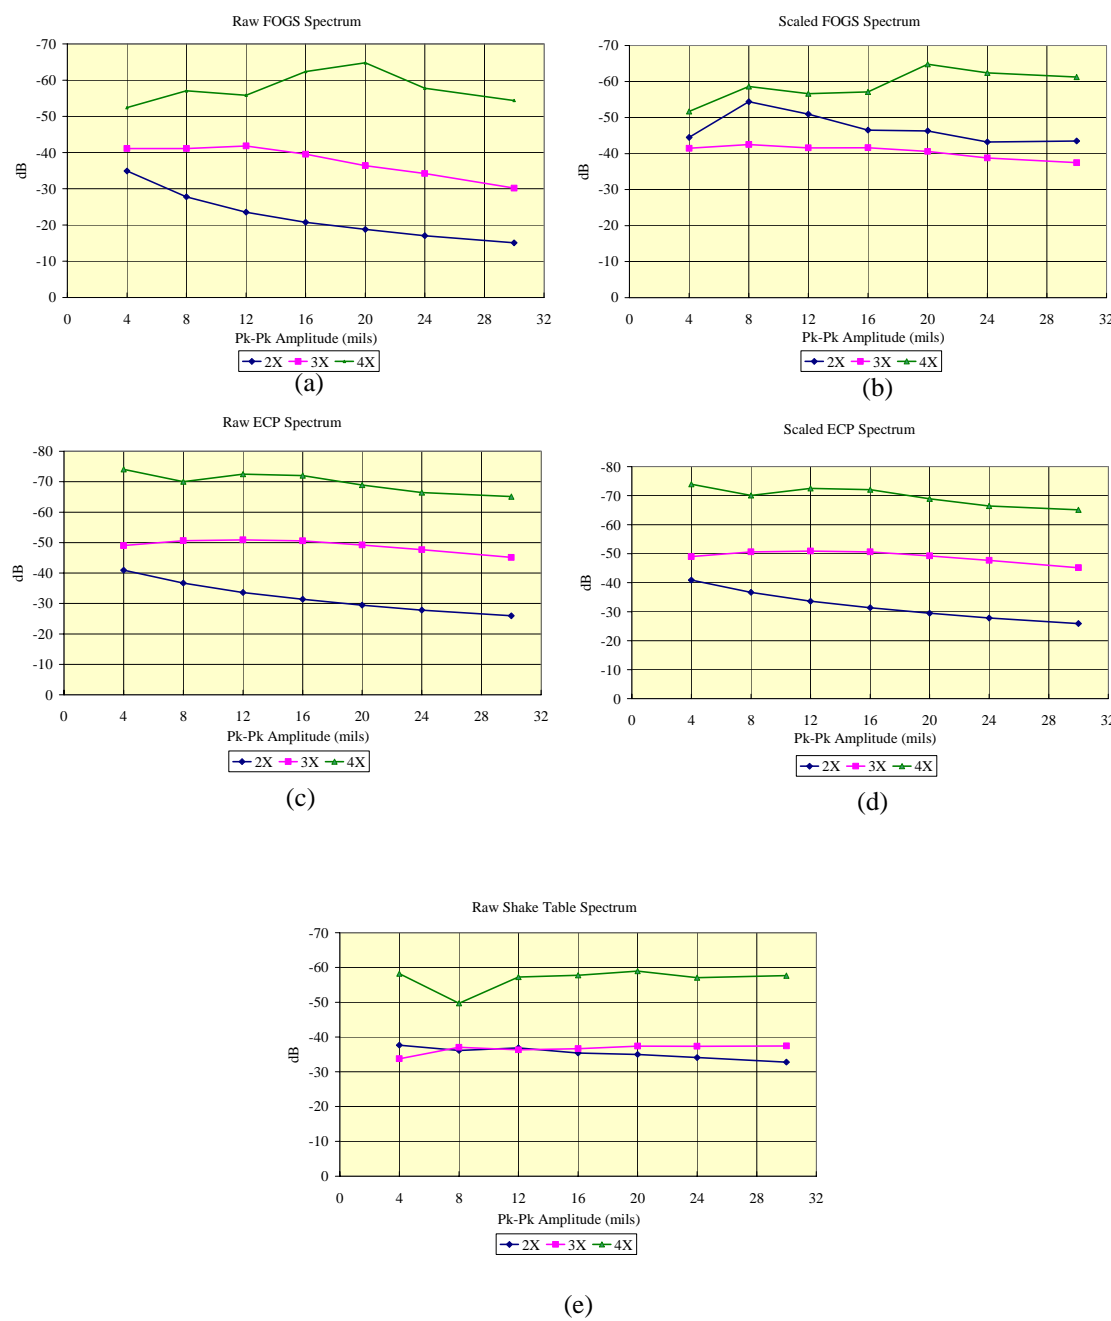 Raw FOGS Spectrum
-70
-60
-50
-40
-30
-20
-10
0
dB
0 4 8 12 16 20 24 28 32
Pk-Pk Amplitude (mils)
2X 3X 4X
(a)
Scaled FOGS Spectrum
-70
-60
-50
-40
-30
-20
-10
0
dB
0 4 8 12 16 20 24 28 32
Pk-Pk Amplitude (mils)
2X 3X 4X
(b)
Raw ECP Spectrum
-80
-70
-60
-50
-40
-30
-20
-10
0
dB
0 4 8 12 16 20 24 28 32
Pk-Pk Amplitude (mils)
2X 3X 4X
(c)
Scaled ECP Spectrum
-80
-70
-60
-50
-40
-30
-20
-10
0
dB
0 4 8 12 16 20 24 28 32
Pk-Pk Amplitude (mils)
2X 3X 4X
(d)
Raw Shake Table Spectrum
-70
-60
-50
-40
-30
-20
-10
0
dB
0 4 8 12 16 20 24 28 32
Pk-Pk Amplitude (mils)
2X 3X 4X
(e)